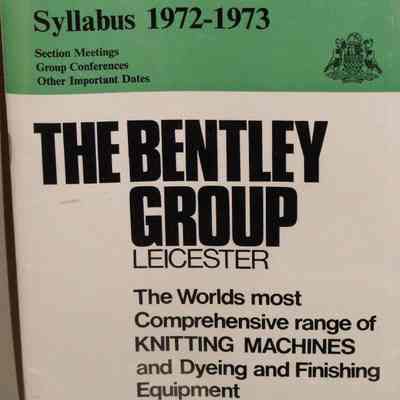 Syllabus 1972-1973
Section Meetings
Group Conferences
Other Important Dates
THE BENTLEY
GROUP
LEICESTER
The Worlds most
Comprehensive range of
KNITTING MACHINES
and Dyeing and Finishing
Equipment